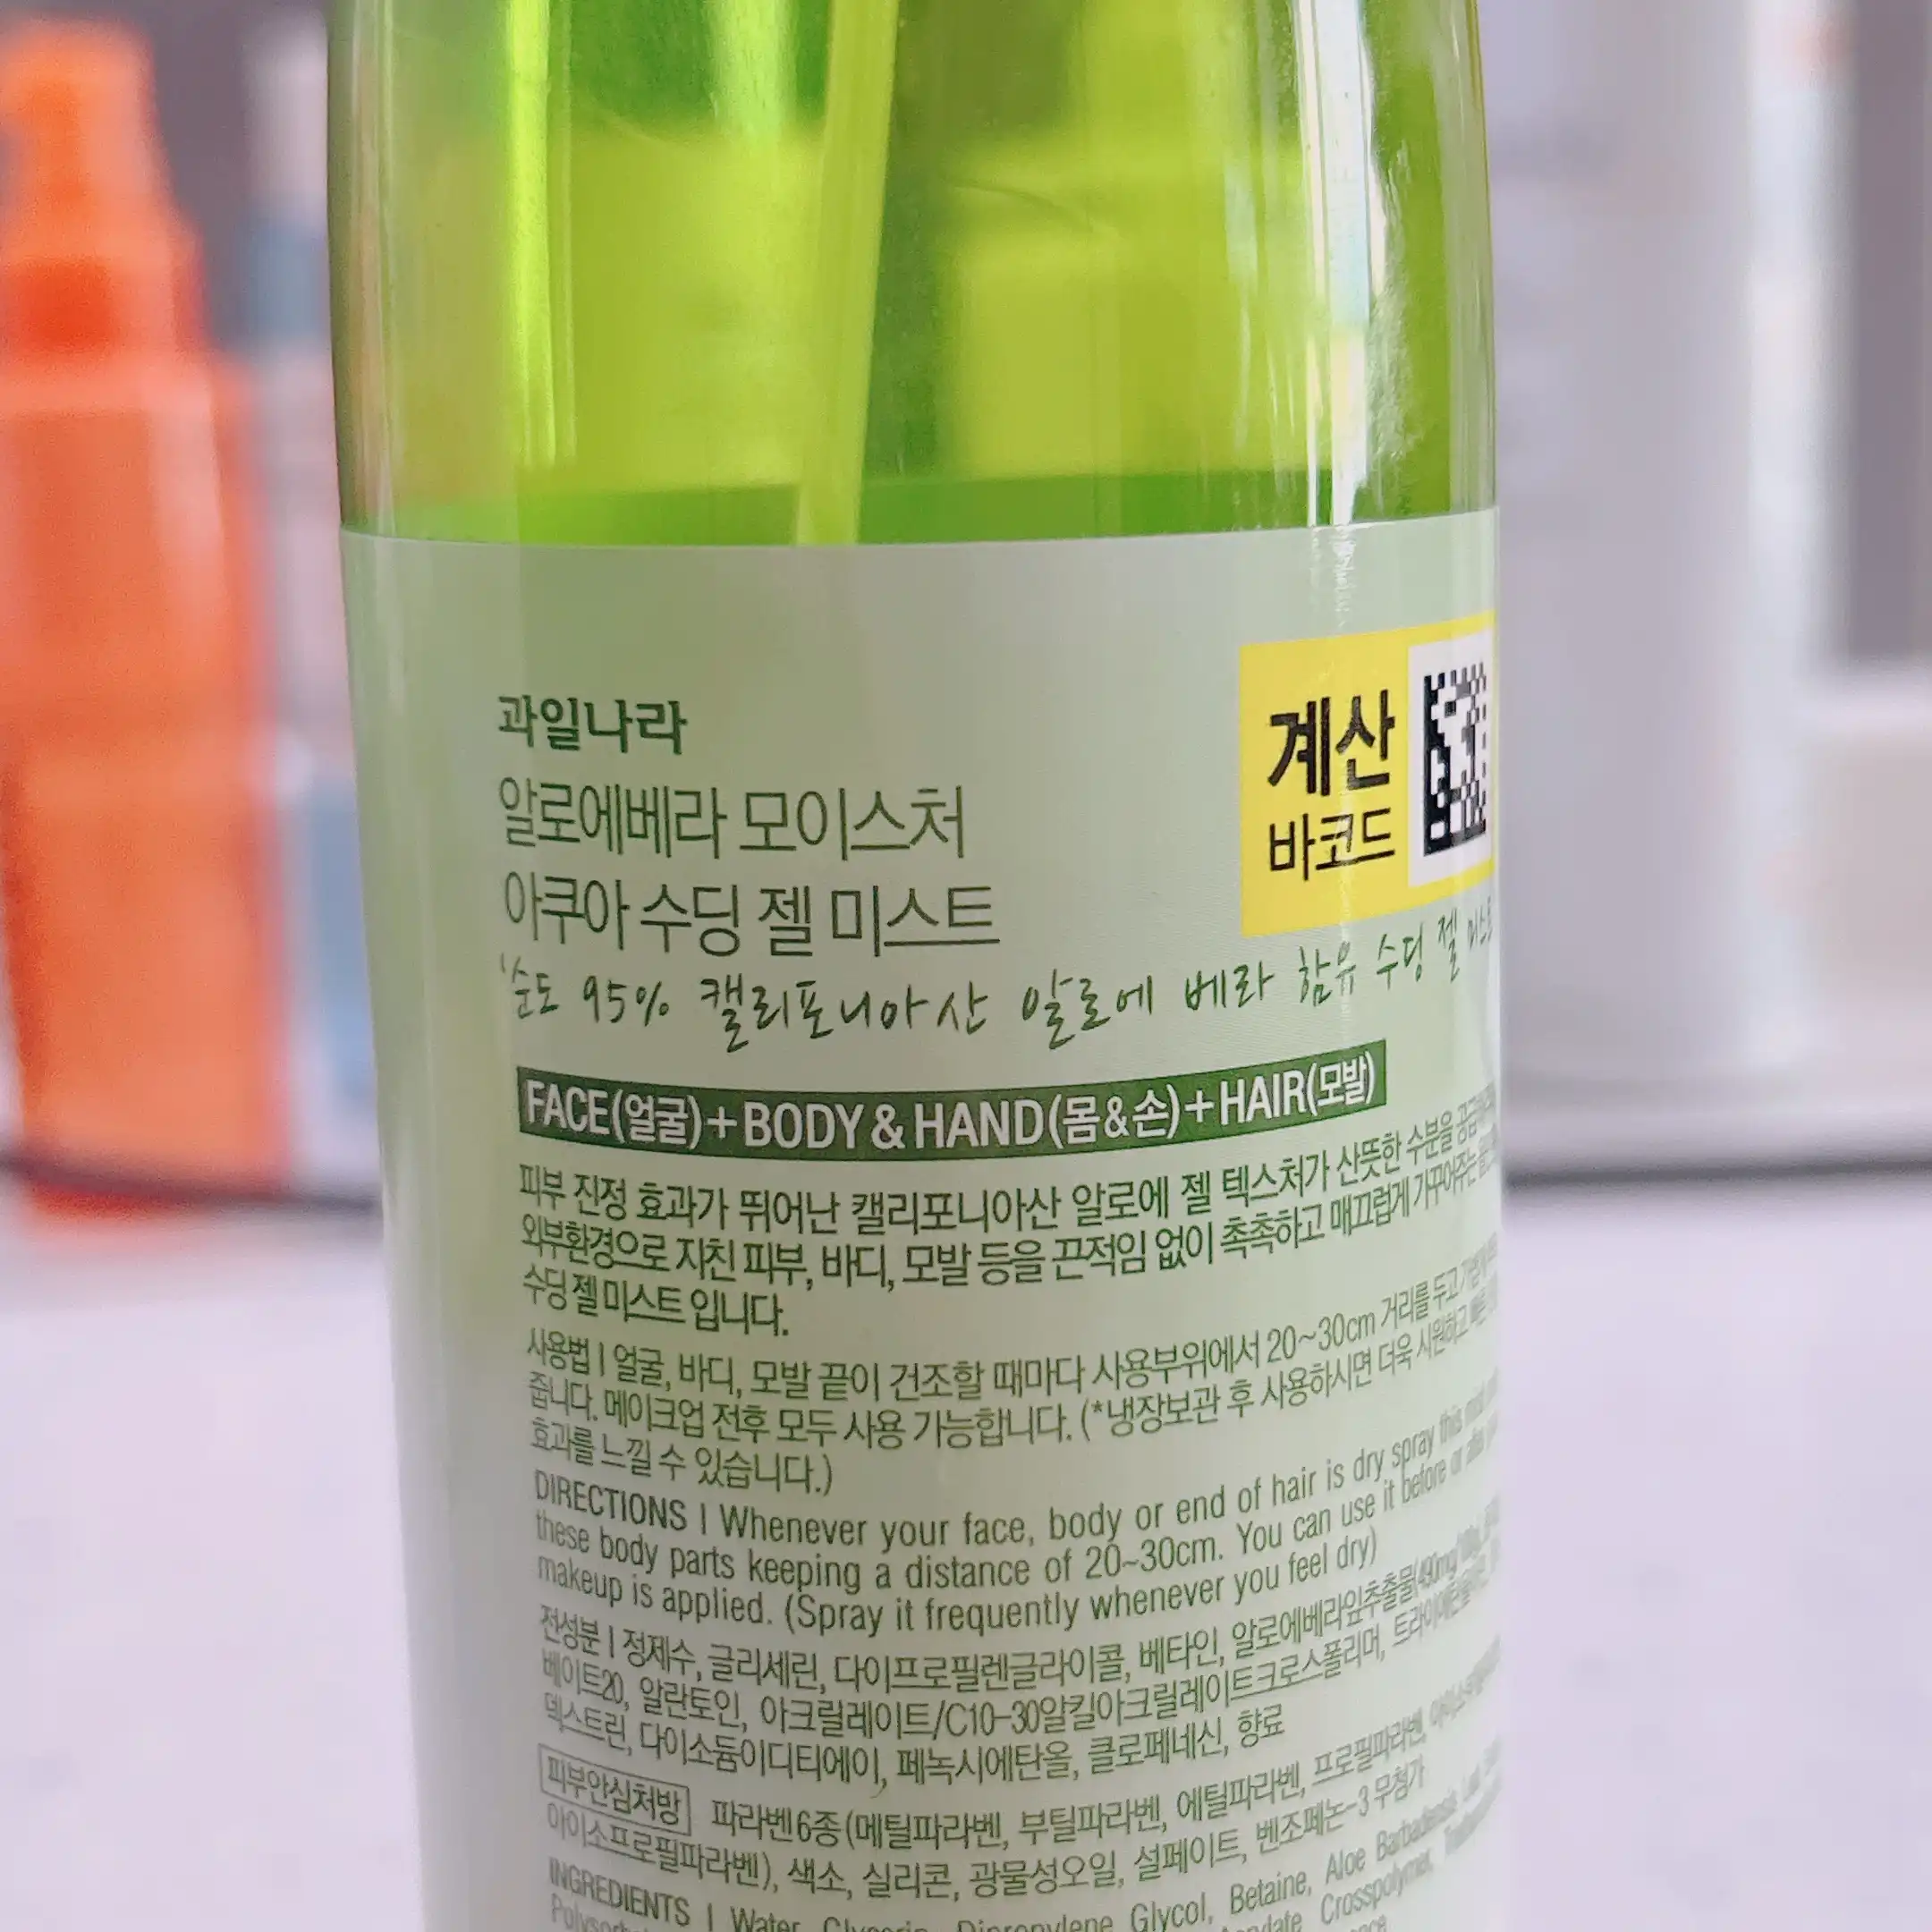 과일나라
알로에베라 모이스처
아쿠아 수딩 젤 미스트
계산
바코드
'순도 95% 캘리포니아산 알로에 베라 함유 수딩 젤 미스트
FACE(얼굴)+BODY & HAND(몸&손)+HAIR(모발)
피부 진정 효과가 뛰어난 캘리포니아산 알로에 젤 텍스처가 산뜻한 수분을
외부환경으로 지친 피부, 바디, 모발 등을 끈적임 없이 촉촉하고 매끄럽게 가꾸어주는
수딩 젤 미스트 입니다.
사용법 | 얼굴, 바디, 모발 끝이 건조할 때마다 사용부위에서 20~30cm 거리를 두고
줍니다. 메이크업 전후 모두 사용 가능합니다. (*냉장보관 후 사용하시면 더욱 시원하고
효과를 느낄 수 있습니다.)
DIRECTIONS | Whenever your face, body or end of hair is dry spray this
these body parts keeping a distance of 20~30cm. You can use it before or
makeup is applied. (Spray it frequently whenever you feel dry)
전성분 | 정제수, 글리세린, 다이프로필렌글라이콜, 베타인, 알로에베라잎추출물(490mg/
베이트20, 알란토인, 아크릴레이트/C10-30알킬아크릴레이트크로스폴리머,
덱스트린, 다이소듐이디티에이, 페녹시에탄올, 클로페네신, 향료
피부안심처방 파라벤6종(메틸파라벤, 부틸파라벤, 에틸파라벤, 프로필파라벤,
아이소프로필파라벤), 색소, 실리콘, 광물성오일, 설페이트, 벤조페논-3 무첨가
INGREDIENTS | Water, Glycerin, Dipropylene Glycol, Betaine, Aloe Barbadensis Leaf
Crosspolymer,